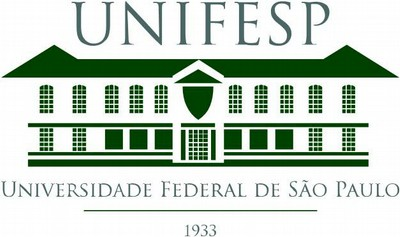 UNIFESP
UNIVERSIDADE FEDERAL DE SÃO PAULO
1933